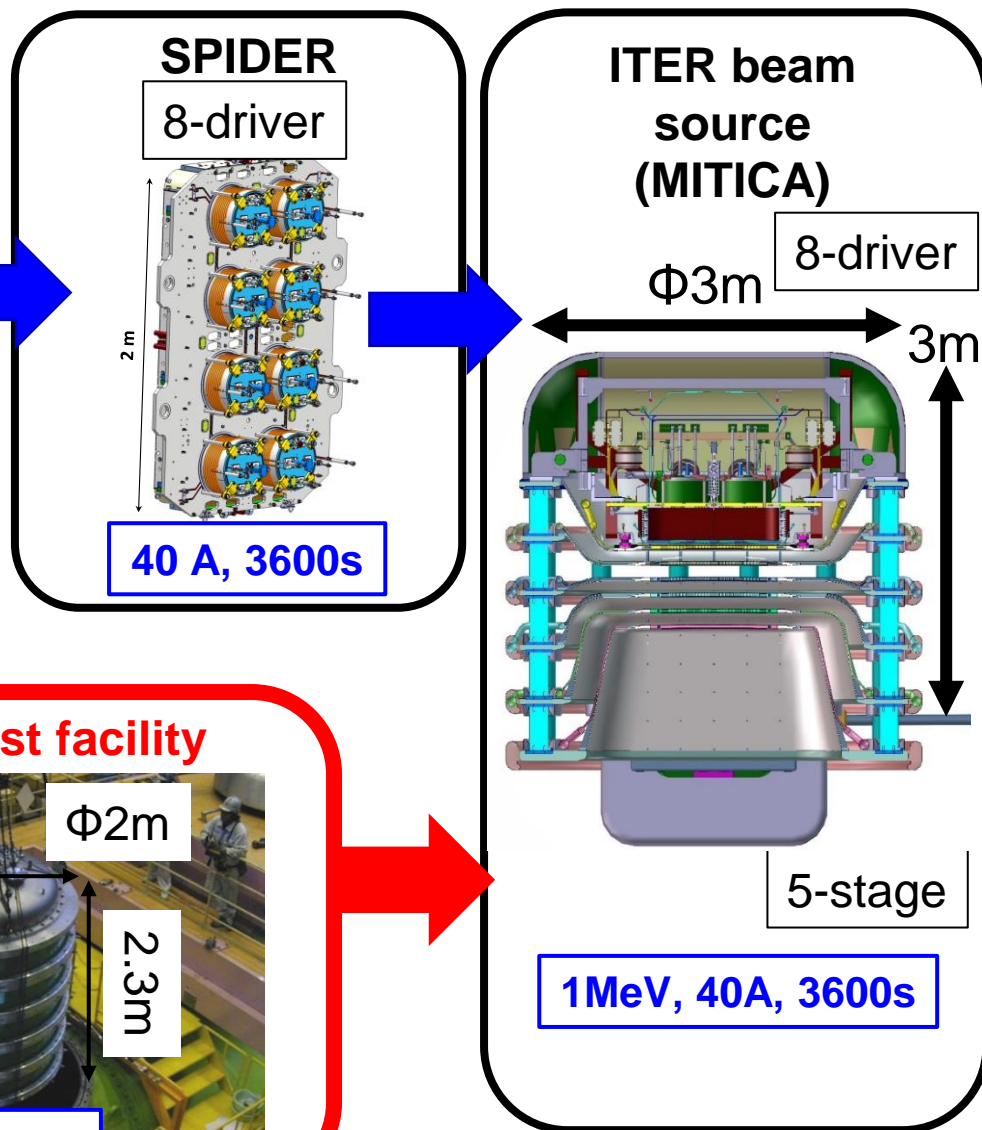 SPIDER
8-driver
2 m
40 A, 3600s
ITER beam
source
(MITICA)
8-driver
Φ3m
3m
5-stage
1MeV, 40A, 3600s
st facility
Φ2m
2.3m